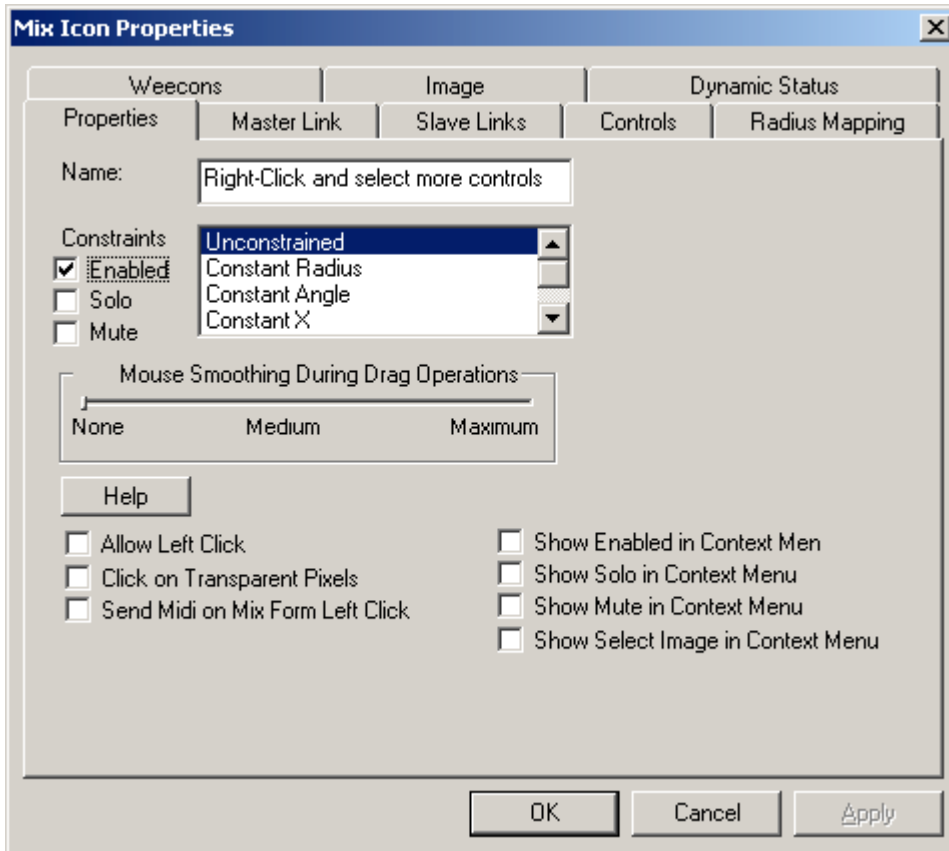 Mix Icon Properties
Weecons Image Dynamic Status
Properties Master Link Slave Links Controls Radius Mapping
Name: Right-Click and select more controls
Constraints
Enabled
Solo
Mute
Unconstrained
Constant Radius
Constant Angle
Constant X
Mouse Smoothing During Drag Operations
None Medium Maximum
Help
Allow Left Click
Click on Transparent Pixels
Send Midi on Mix Form Left Click
Show Enabled in Context Men
Show Solo in Context Menu
Show Mute in Context Menu
Show Select Image in Context Menu
OK Cancel Apply